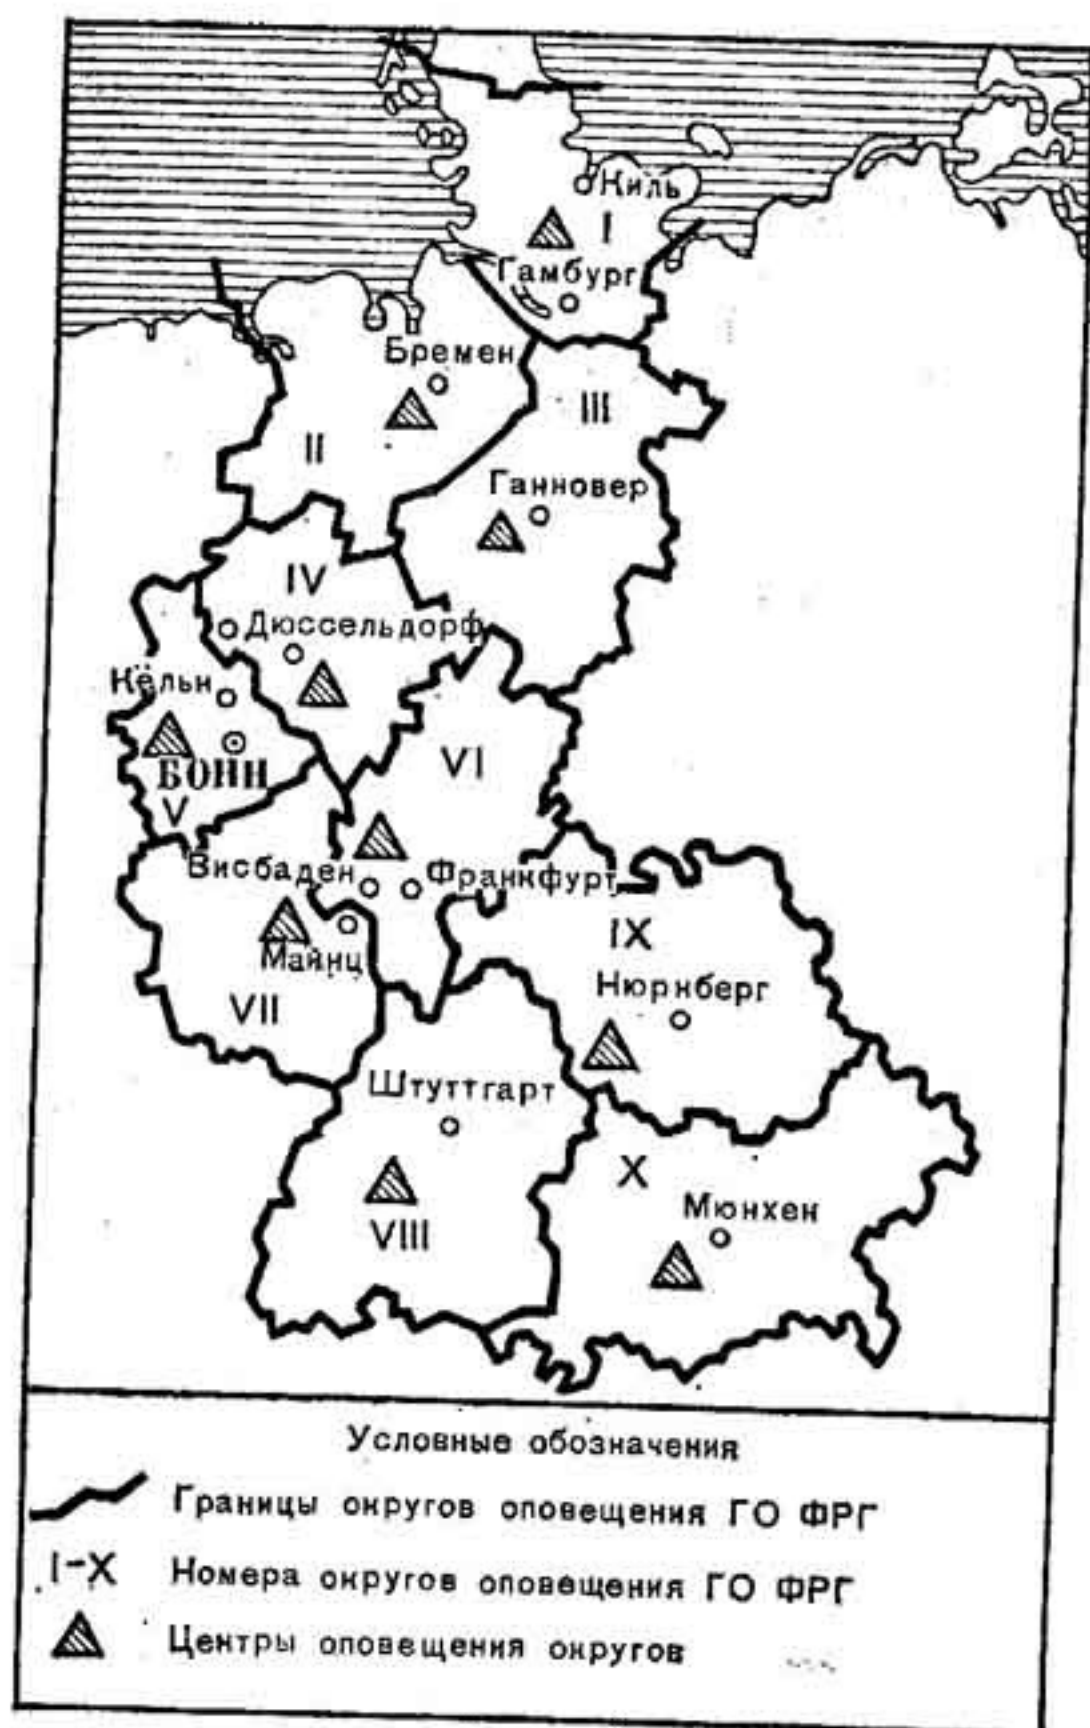 Киль
I
Гамбург
Бремен
III
II
Ганновер
IV
Дюссельдорф
Кёльн
VI
БОНН
V
Висбаден
Франкфурт
IX
Майнц
Нюрнберг
VII
Штуттгарт
X
Мюнхен
VIII
Условные обозначения
Границы округов оповещения ГО ФРГ
I-X Номера округов оповещения ГО ФРГ
Центры оповещения округов